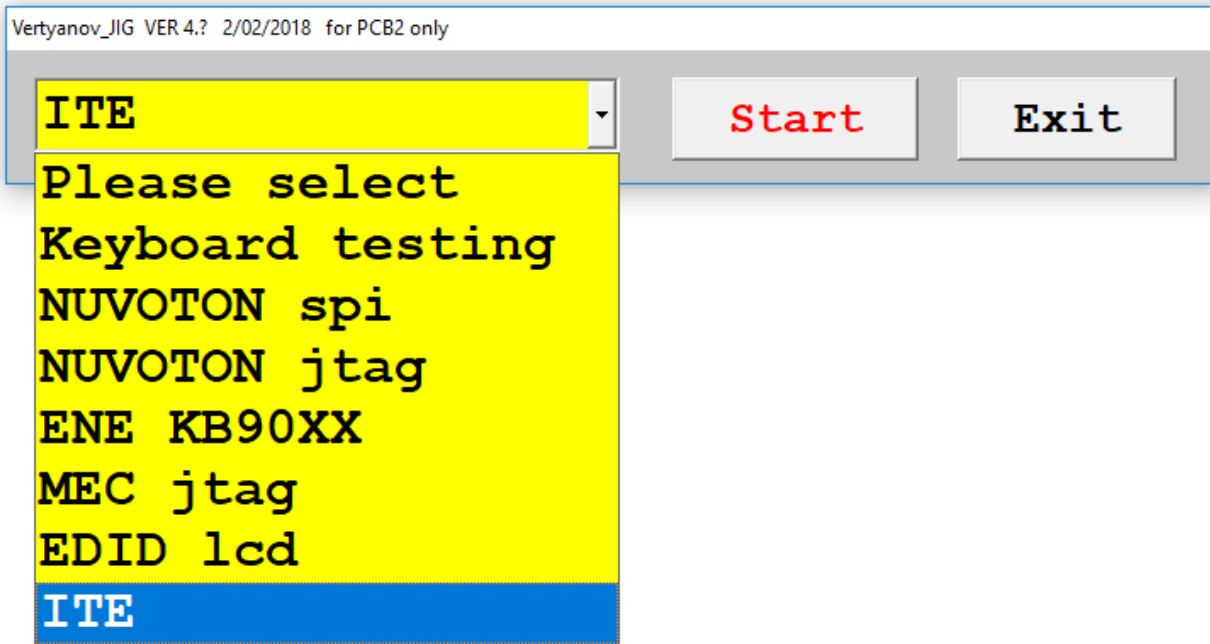 Vertyanov_JIG VER 4.? 2/02/2018 for PCB2 only
ITE Start Exit
Please select
Keyboard testing
NUVOTON spi
NUVOTON jtag
ENE KB90XX
MEC jtag
EDID lcd
ITE